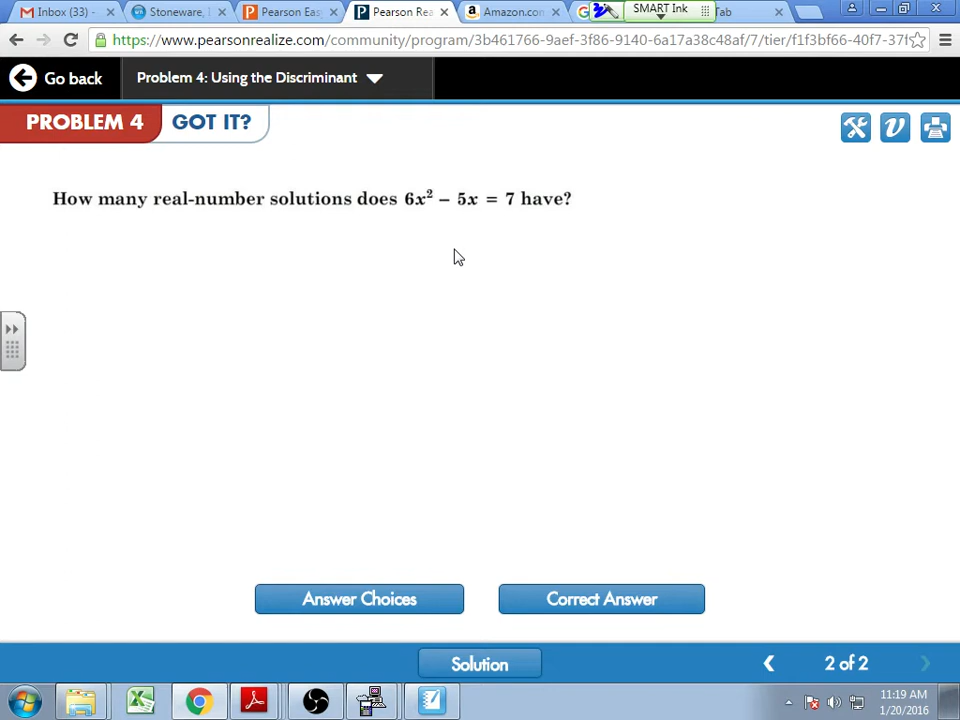 Inbox (33) -
Stoneware,
Pearson Eas
Pearson Rea
Amazon.com
SMART Ink
Tab
https://www.pearsonrealize.com/community/program/3b461766-9aef-3f86-9140-6a17a38c48af/7/tier/f1f3bf66-40f7-37f
Go back
Problem 4: Using the Discriminant
PROBLEM 4
GOT IT?
How many real-number solutions does 6x² – 5x = 7 have?
Answer Choices
Correct Answer
Solution
2 of 2
11:19 AM
1/20/2016